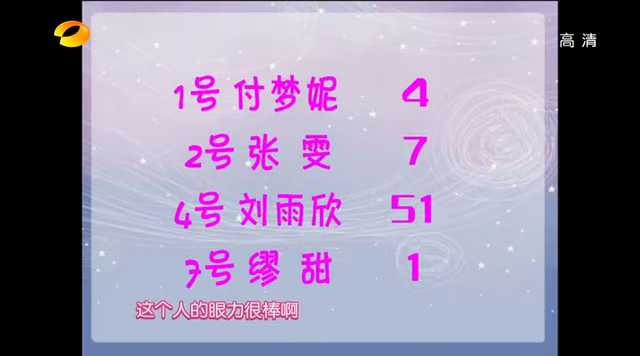 高清
1号 付梦妮 4
2号 张雯 7
4号 刘雨欣 51
7号 缪甜 1
这个人的眼力很棒啊